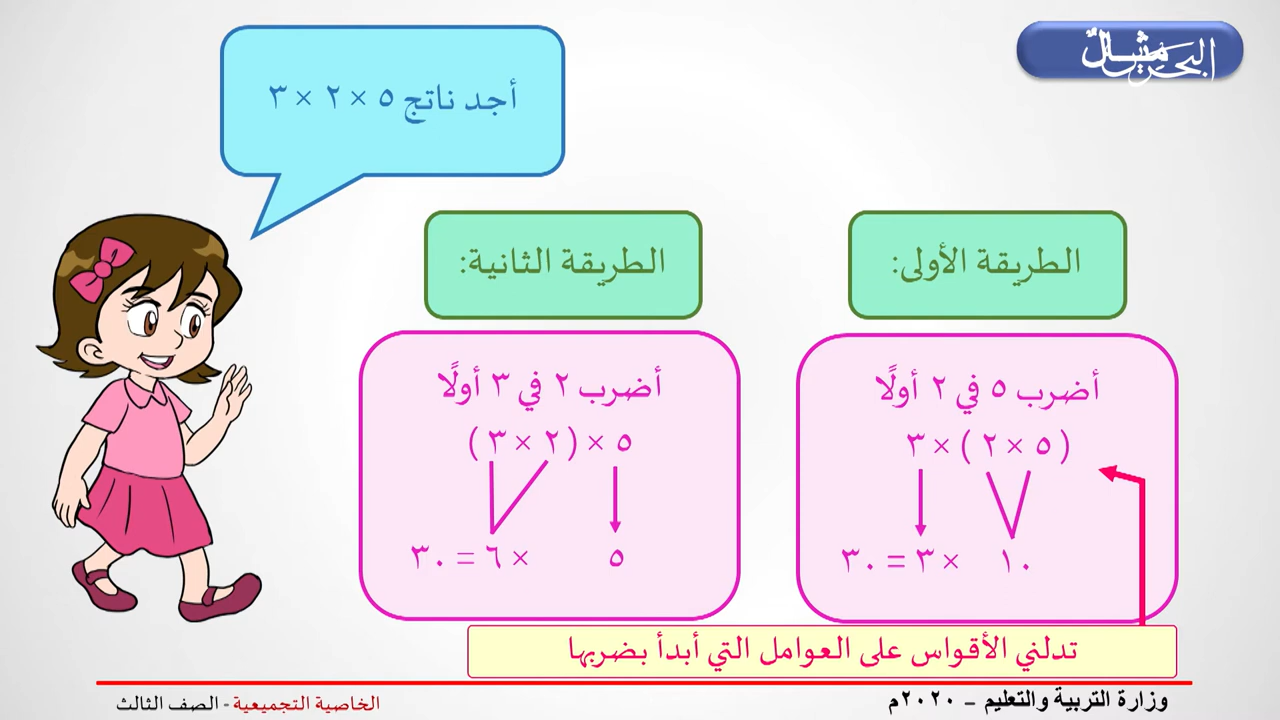 البحرين
أجد ناتج ٥ × ٢ × ٣
الطريقة الأولى:
أضرب ٥ في ٢ أولًا
( ٥ × ٢ ) × ٣
١٠ × ٣ = ٣٠
الطريقة الثانية:
أضرب ٢ في ٣ أولًا
٥ × ( ٢ × ٣ )
٥ × ٦ = ٣٠
تدلني الأقواس على العوامل التي أبدأ بضربها
وزارة التربية والتعليم – ٢٠٢٠م
الخاصية التجميعية - الصف الثالث